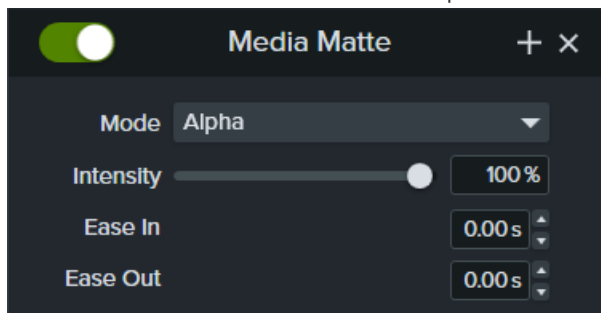 Media Matte
Mode Alpha
Intensity 100%
Ease In 0.00 s
Ease Out 0.00 s